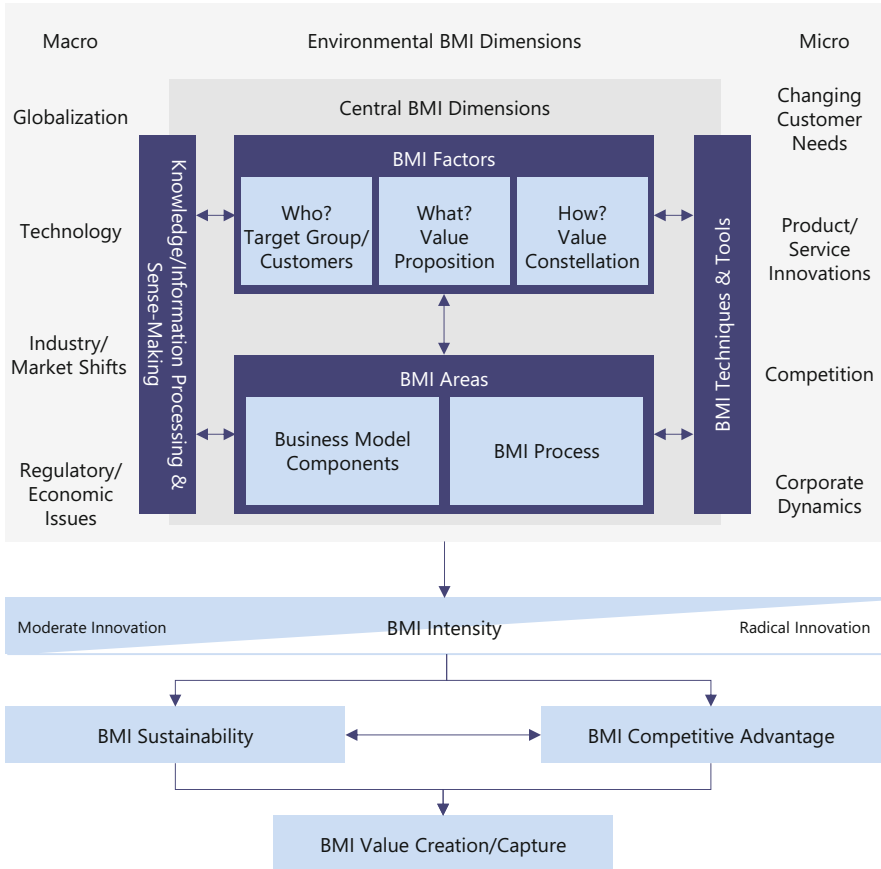 Macro
Environmental BMI Dimensions
Micro
Globalization
Technology
Industry/
Market Shifts
Regulatory/
Economic
Issues
Central BMI Dimensions
Knowledge/Information Processing &
Sense-Making
BMI Factors
Who?
Target Group/
Customers
What?
Value
Proposition
How?
Value
Constellation
BMI Areas
Business Model
Components
BMI Process
BMI Techniques & Tools
Changing
Customer
Needs
Product/
Service
Innovations
Competition
Corporate
Dynamics
Moderate Innovation
BMI Intensity
Radical Innovation
BMI Sustainability
BMI Competitive Advantage
BMI Value Creation/Capture